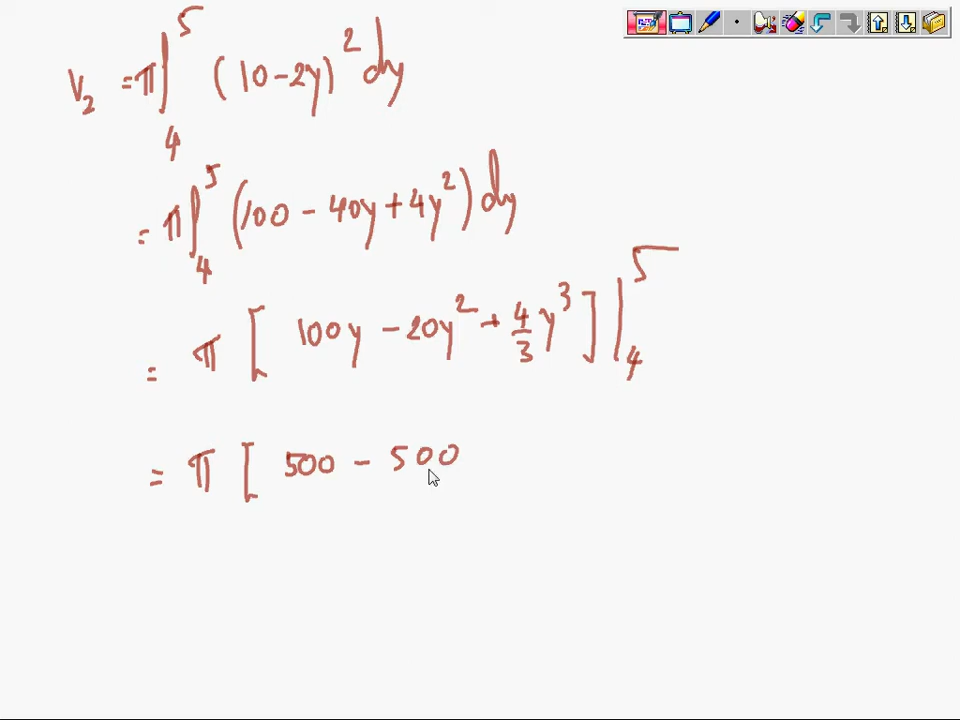 V₂ = π ∫₄⁵ (10 - 2y)² dy
= π ∫₄⁵ (100 - 40y + 4y²) dy
= π [ 100y - 20y² + 4/3 y³ ] |₄⁵
= π [ 500 - 500